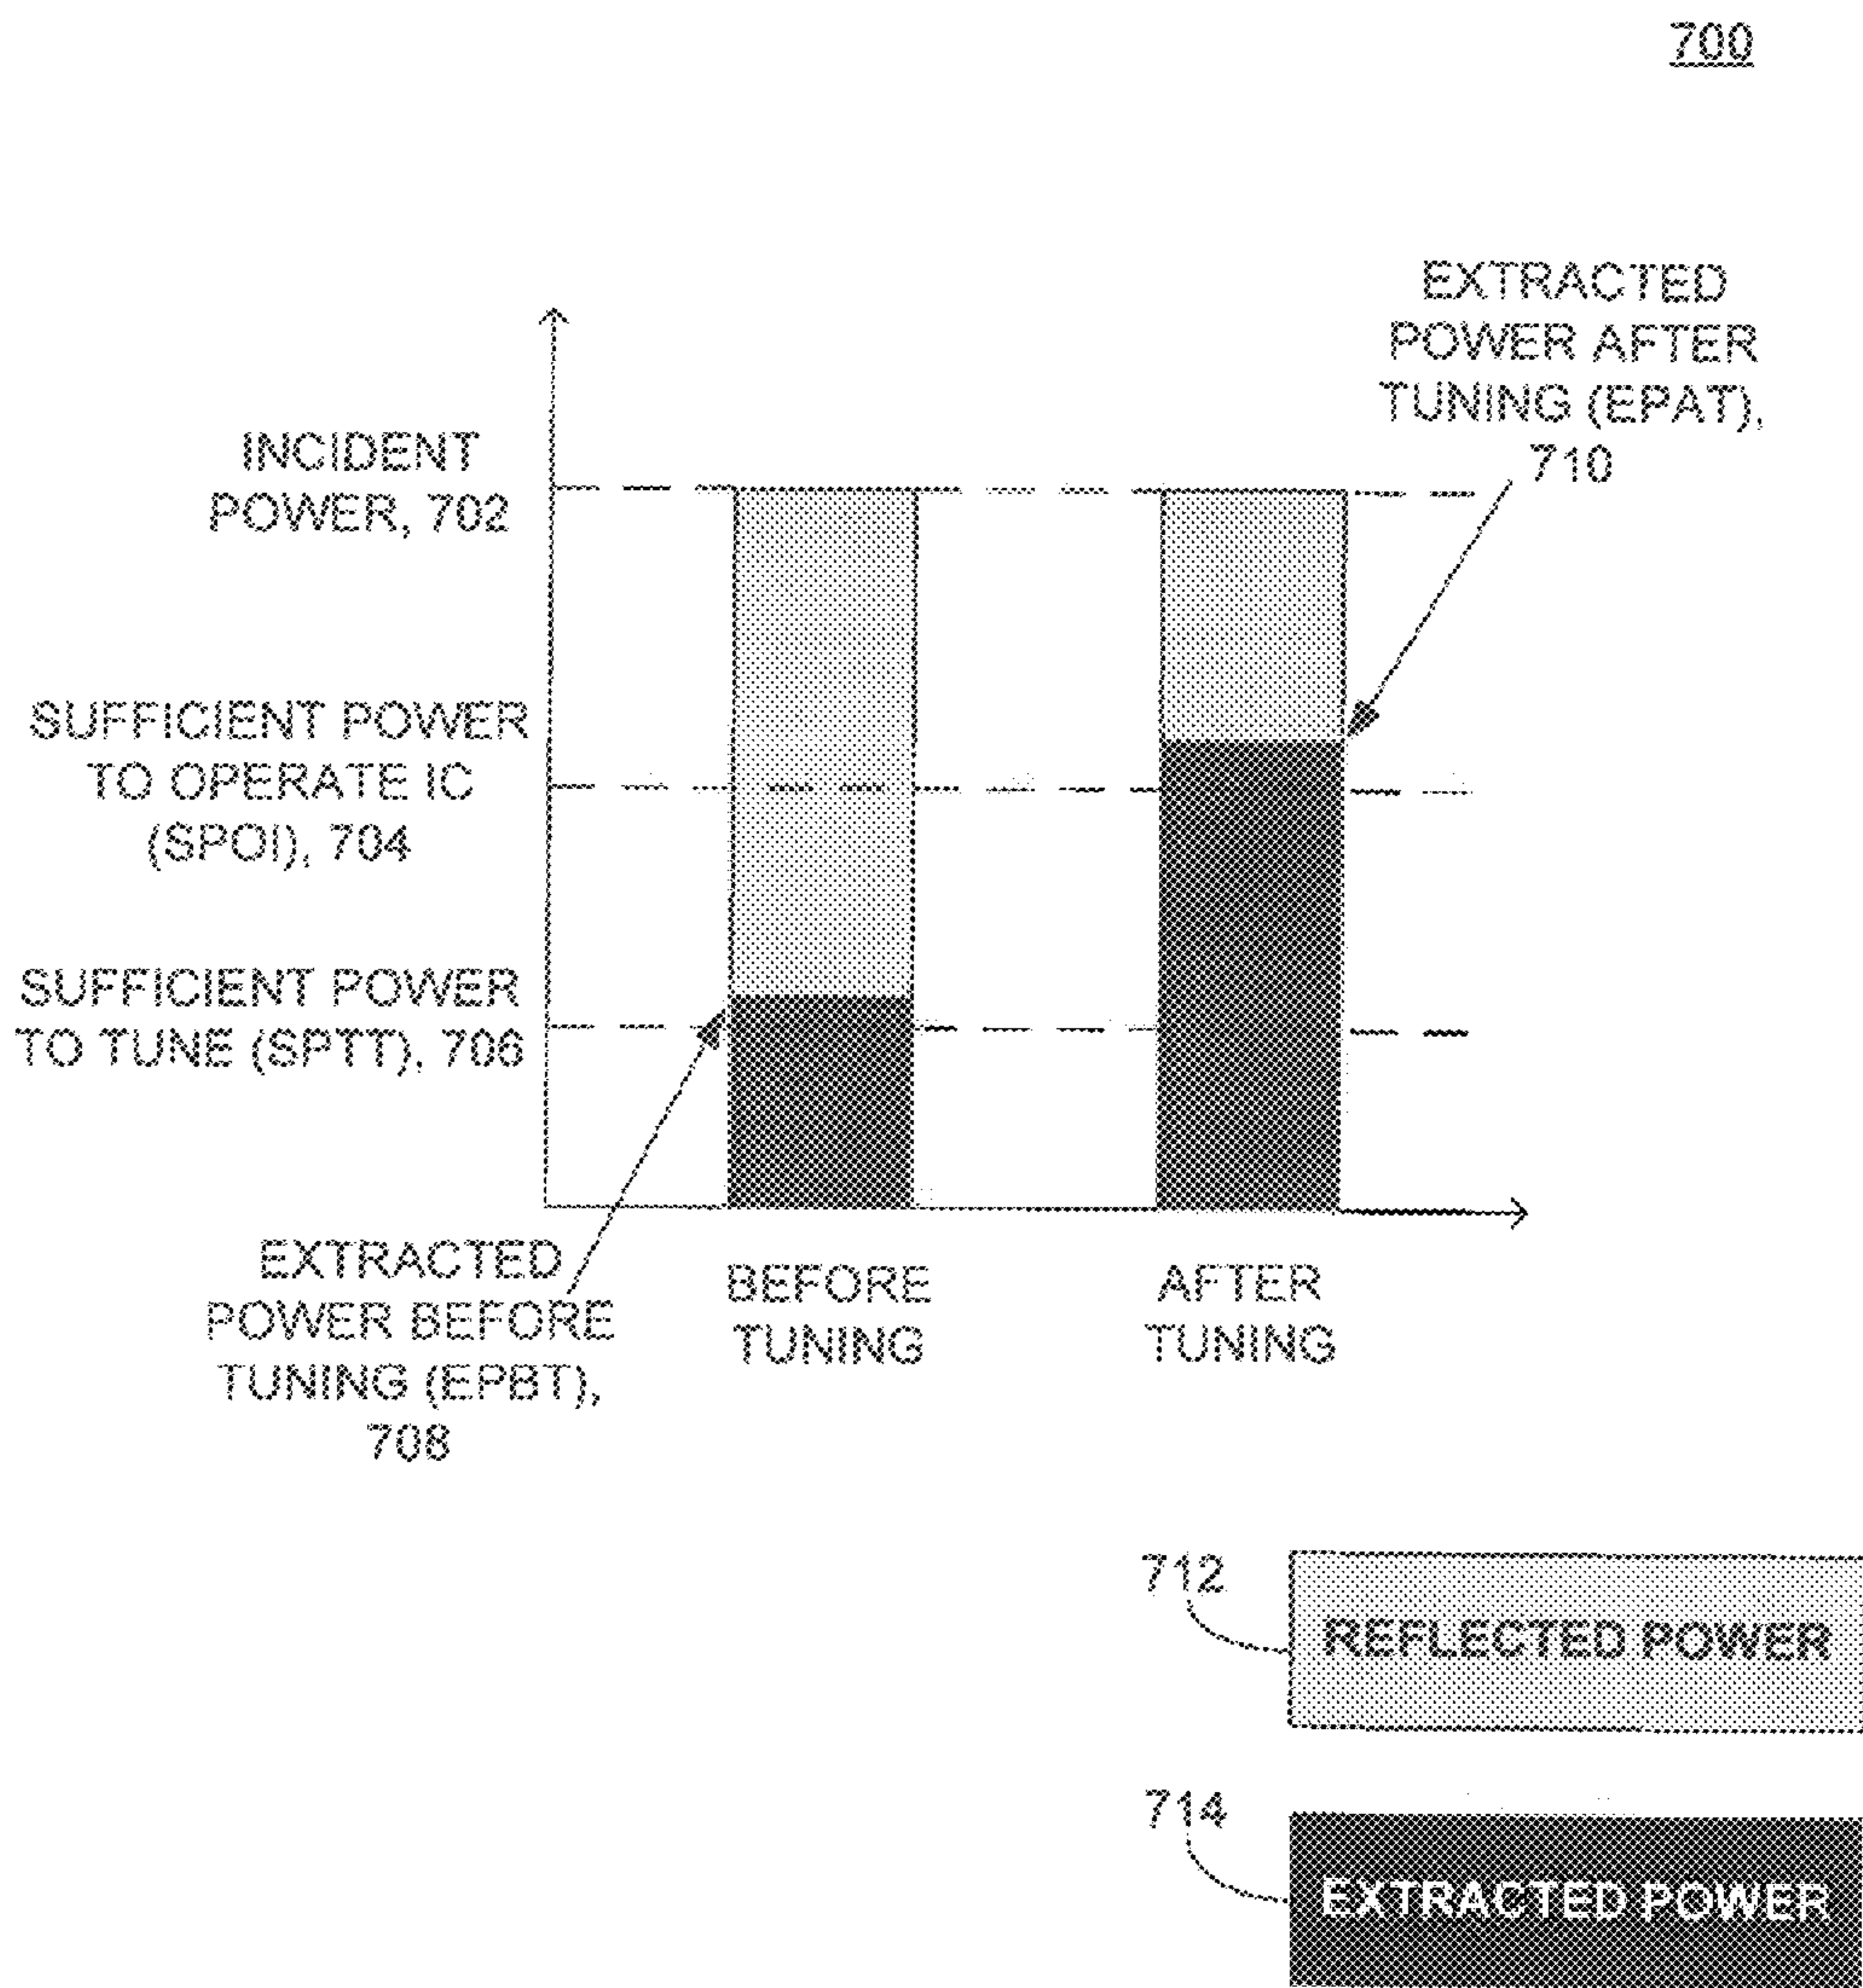 700
EXTRACTED
POWER AFTER
TUNING (EPAT),
710
INCIDENT
POWER, 702
SUFFICIENT POWER
TO OPERATE IC
(SPOI), 704
SUFFICIENT POWER
TO TUNE (SPTT), 706
EXTRACTED
POWER BEFORE
TUNING (EPBT),
708
BEFORE
TUNING
AFTER
TUNING
712
REFLECTED POWER
714
EXTRACTED POWER